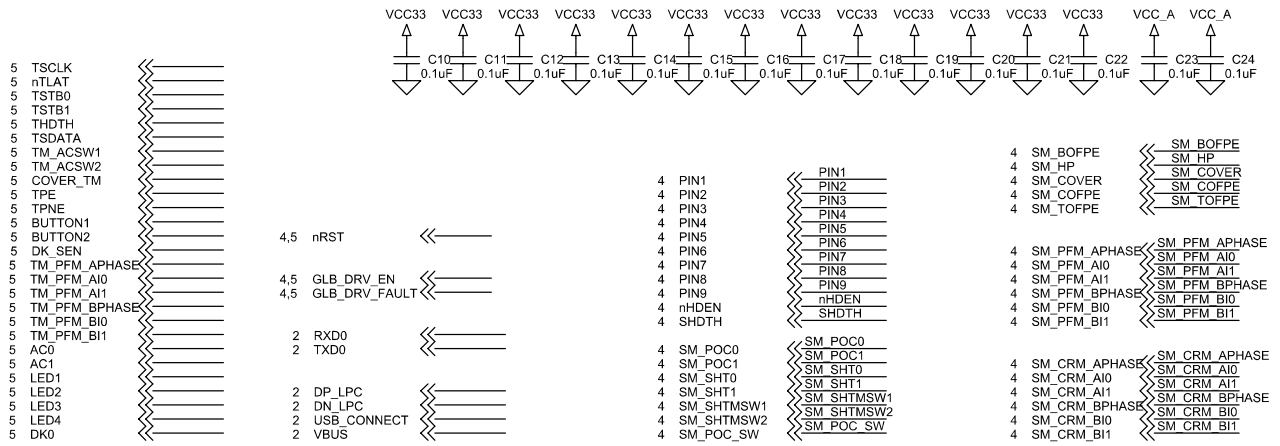 VCC33 VCC33 VCC33 VCC33 VCC33 VCC33 VCC33 VCC33 VCC33 VCC33 VCC33 VCC33 VCC33 VCC_A VCC_A
C10 C11 C12 C13 C14 C15 C16 C17 C18 C19 C20 C21 C22 C23 C24
0.1uF 0.1uF 0.1uF 0.1uF 0.1uF 0.1uF 0.1uF 0.1uF 0.1uF 0.1uF 0.1uF 0.1uF 0.1uF 0.1uF 0.1uF
5 TSCLK
5 nTLAT
5 TSTB0
5 TSTB1
5 THDTH
5 TSDATA
5 TM_ACSW1
5 TM_ACSW2
5 COVER_TM
5 TPE
5 TPNE
5 BUTTON1
5 BUTTON2
5 DK_SEN
5 TM_PFM_APHASE
5 TM_PFM_AI0
5 TM_PFM_AI1
5 TM_PFM_BPHASE
5 TM_PFM_BI0
5 TM_PFM_BI1
5 AC0
5 AC1
5 LED1
5 LED2
5 LED3
5 LED4
5 DK0
4,5 nRST
4,5 GLB_DRV_EN
4,5 GLB_DRV_FAULT
2 RXD0
2 TXD0
2 DP_LPC
2 DN_LPC
2 USB_CONNECT
2 VBUS
4 PIN1 PIN1
4 PIN2 PIN2
4 PIN3 PIN3
4 PIN4 PIN4
4 PIN5 PIN5
4 PIN6 PIN6
4 PIN7 PIN7
4 PIN8 PIN8
4 PIN9 PIN9
4 nHDEN nHDEN
4 SHDTH SHDTH
4 SM_POC0 SM_POC0
4 SM_POC1 SM_POC1
4 SM_SHT0 SM_SHT0
4 SM_SHT1 SM_SHT1
4 SM_SHTMSW1 SM_SHTMSW1
4 SM_SHTMSW2 SM_SHTMSW2
4 SM_POC_SW SM_POC_SW
4 SM_BOFPE SM_BOFPE
4 SM_HP SM_HP
4 SM_COVER SM_COVER
4 SM_COFPE SM_COFPE
4 SM_TOFPE SM_TOFPE
4 SM_PFM_APHASE SM_PFM_APHASE
4 SM_PFM_AI0 SM_PFM_AI0
4 SM_PFM_AI1 SM_PFM_AI1
4 SM_PFM_BPHASE SM_PFM_BPHASE
4 SM_PFM_BI0 SM_PFM_BI0
4 SM_PFM_BI1 SM_PFM_BI1
4 SM_CRM_APHASE SM_CRM_APHASE
4 SM_CRM_AI0 SM_CRM_AI0
4 SM_CRM_AI1 SM_CRM_AI1
4 SM_CRM_BPHASE SM_CRM_BPHASE
4 SM_CRM_BI0 SM_CRM_BI0
4 SM_CRM_BI1 SM_CRM_BI1